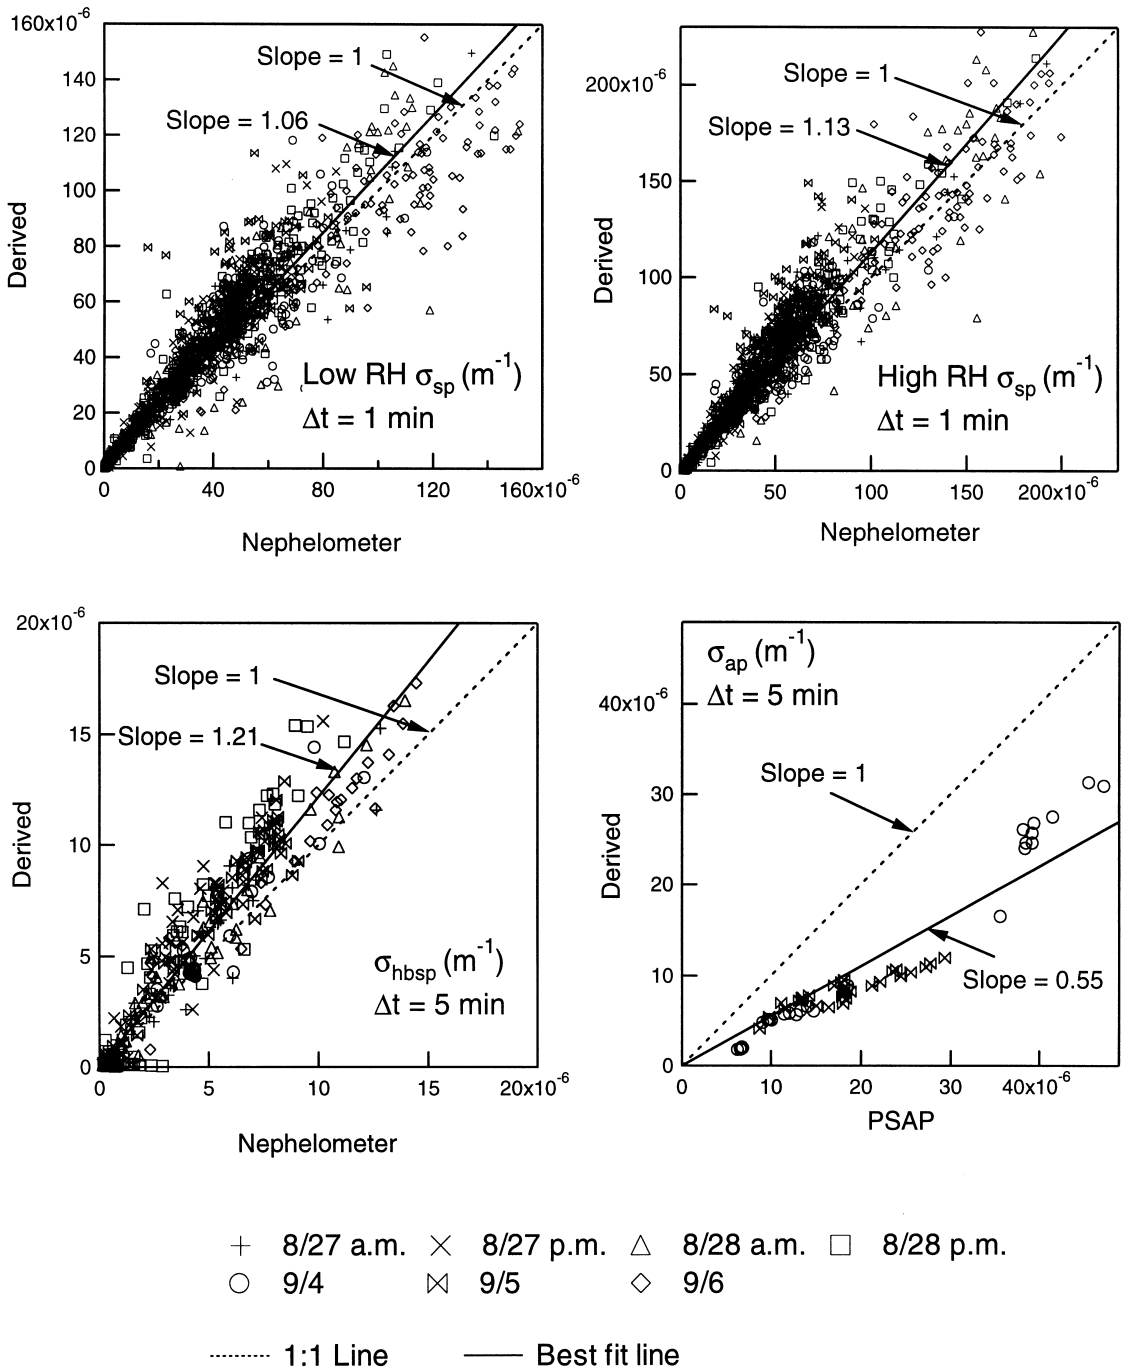 160x10⁻⁶
140
120
100
80
60
40
20
0
Derived
Slope = 1
Slope = 1.06
Low RH σsp (m⁻¹)
Δt = 1 min
0 40 80 120 160x10⁻⁶
Nephelometer
200x10⁻⁶
150
100
50
0
Derived
Slope = 1
Slope = 1.13
High RH σsp (m⁻¹)
Δt = 1 min
0 50 100 150 200x10⁻⁶
Nephelometer
20x10⁻⁶
15
10
5
0
Derived
Slope = 1
Slope = 1.21
σhbsp (m⁻¹)
Δt = 5 min
0 5 10 15 20x10⁻⁶
Nephelometer
σap (m⁻¹)
Δt = 5 min
40x10⁻⁶
30
20
10
0
Derived
Slope = 1
Slope = 0.55
0 10 20 30 40x10⁻⁶
PSAP
8/27 a.m. 8/27 p.m. 8/28 a.m. 8/28 p.m.
9/4 9/5 9/6
1:1 Line Best fit line